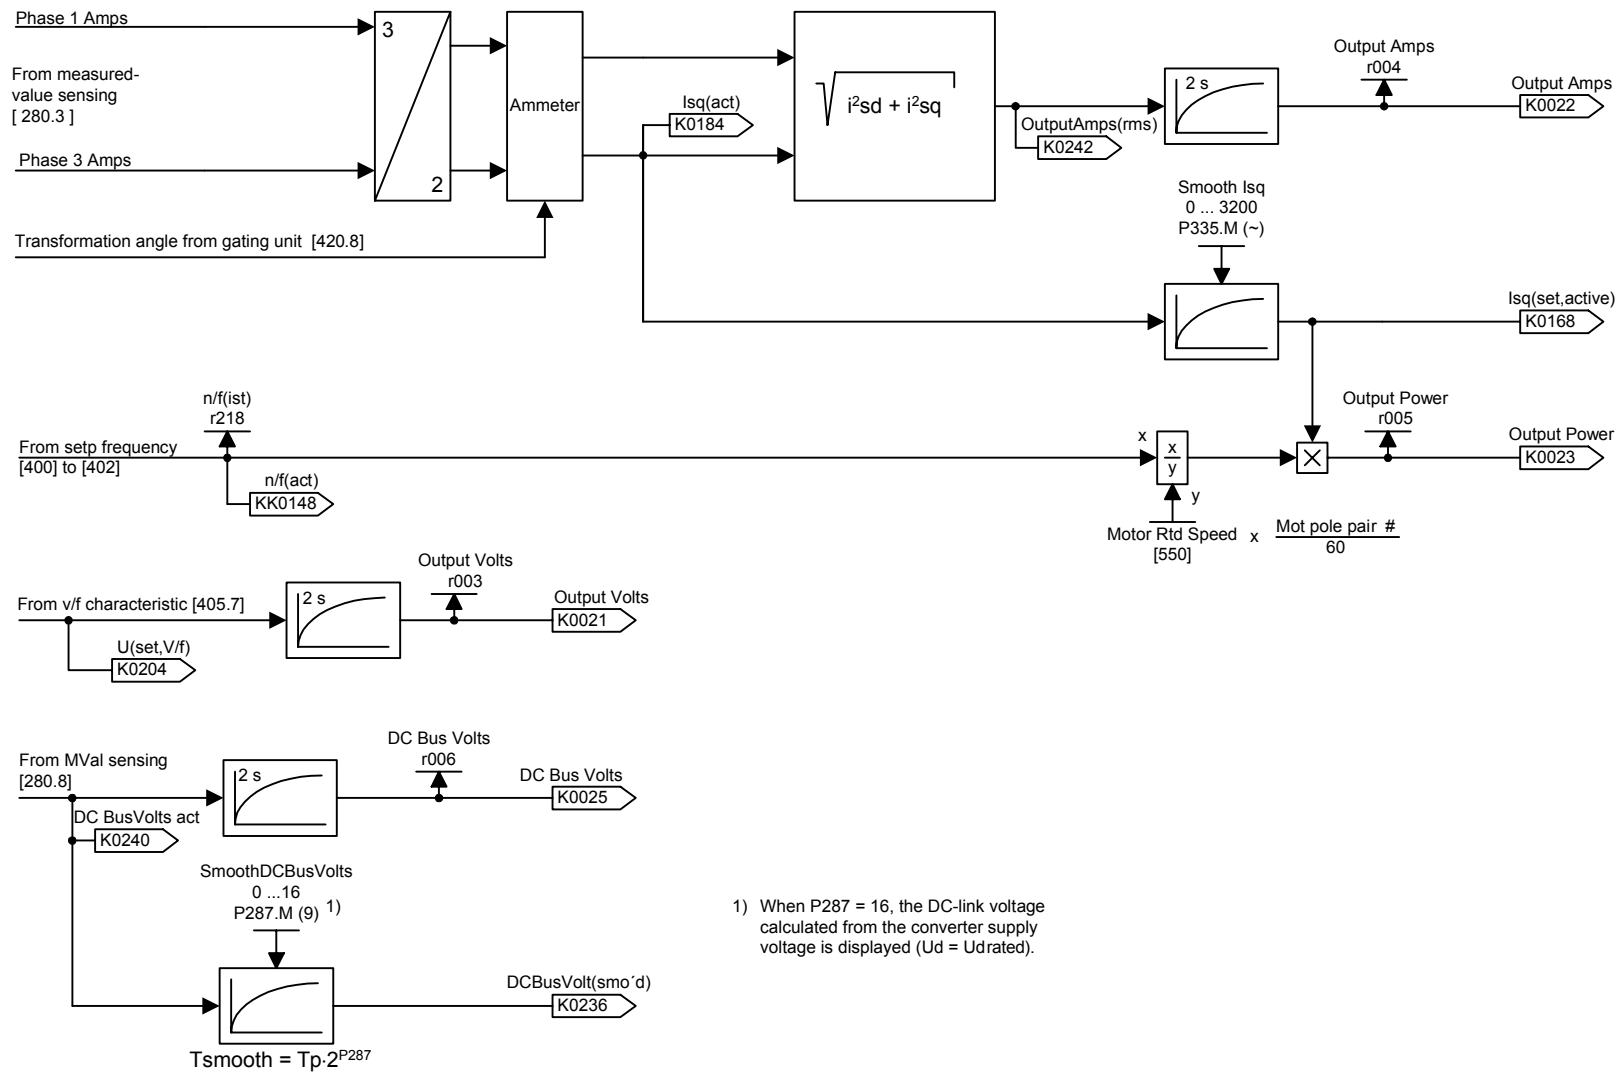 Phase 1 Amps
3
From measured-
value sensing
[ 280.3 ]
Phase 3 Amps
2
Ammeter
Transformation angle from gating unit [420.8]
Isq(act)
K0184
√ i²sd + i²sq
OutputAmps(rms)
K0242
2 s
Output Amps
r004
Output Amps
K0022
Smooth Isq
0 ... 3200
P335.M (~)
Isq(set,active)
K0168
n/f(ist)
r218
From setp frequency
[400] to [402]
n/f(act)
KK0148
x
x
y
y
Motor Rtd Speed x Mot pole pair #
[550]
60
Output Power
r005
Output Power
K0023
From v/f characteristic [405.7]
U(set,V/f)
K0204
2 s
Output Volts
r003
Output Volts
K0021
From MVal sensing
[280.8]
DC BusVolts act
K0240
2 s
DC Bus Volts
r006
DC Bus Volts
K0025
SmoothDCBusVolts
0 ...16
P287.M (9) 1)
DCBusVolt(smo´d)
K0236
Tsmooth = Tp·2P287
1) When P287 = 16, the DC-link voltage
calculated from the converter supply
voltage is displayed (Ud = Udrated).